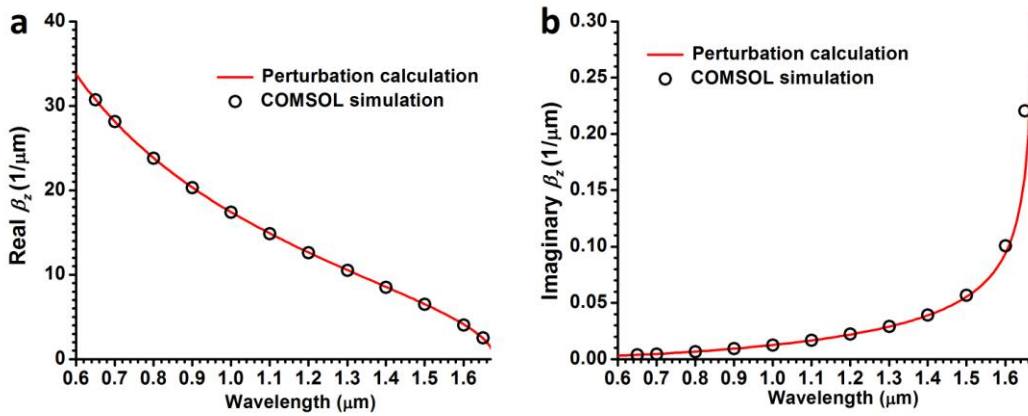 a
Real βz (1/μm)
40
30
20
10
0
Perturbation calculation
COMSOL simulation
0.6 0.7 0.8 0.9 1.0 1.1 1.2 1.3 1.4 1.5 1.6
Wavelength (μm)
b
Imaginary βz (1/μm)
0.30
0.25
0.20
0.15
0.10
0.05
0.00
Perturbation calculation
COMSOL simulation
0.6 0.7 0.8 0.9 1.0 1.1 1.2 1.3 1.4 1.5 1.6
Wavelength (μm)